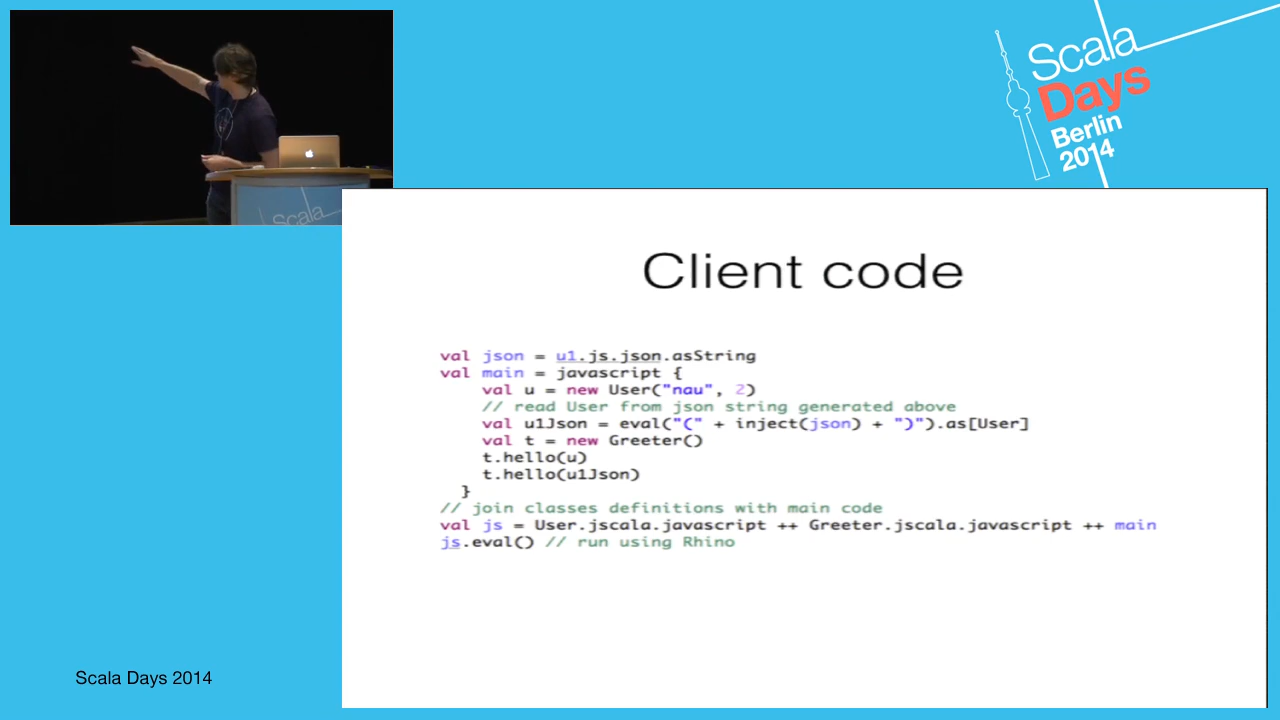 Scala
Days
Berlin
2014
Scala
Client code
val json = u1.js.json.asString
val main = javascript {
val u = new User("nau", 2)
// read User from json string generated above
val u1Json = eval("(" + inject(json) + ")").as[User]
val t = new Greeter()
t.hello(u)
t.hello(u1Json)
}
// join classes definitions with main code
val js = User.jscala.javascript ++ Greeter.jscala.javascript ++ main
js.eval() // run using Rhino
Scala Days 2014